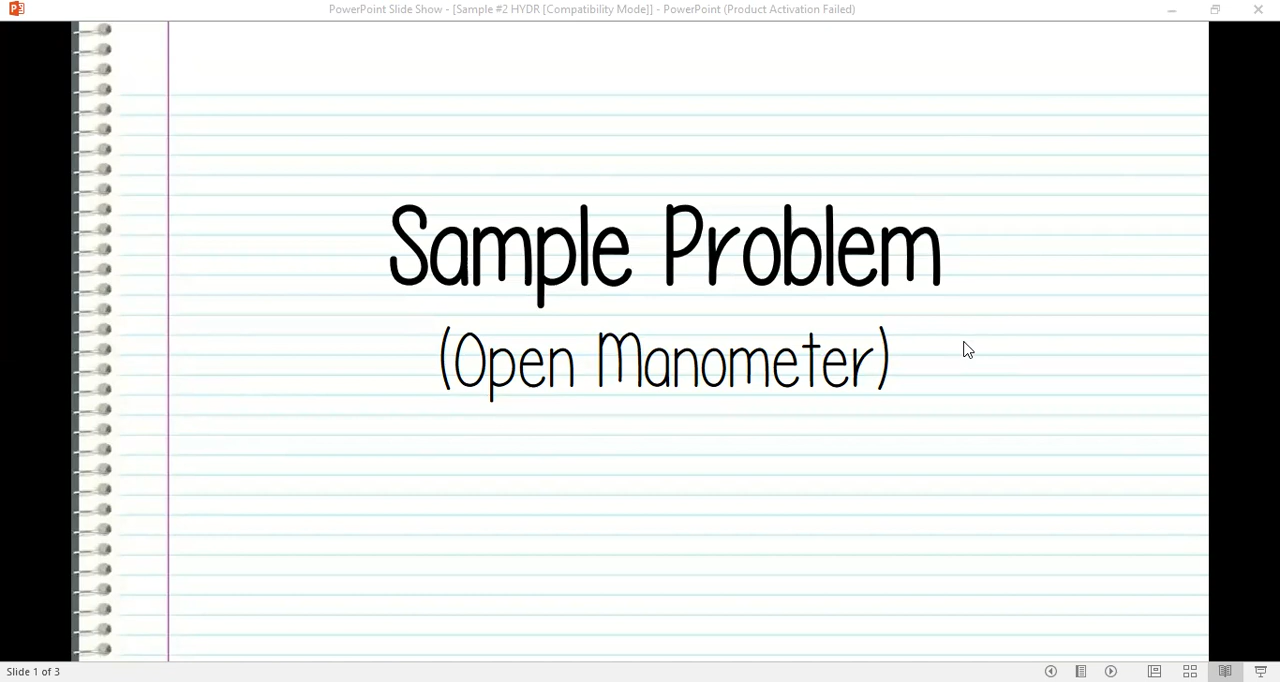 PowerPoint Slide Show - [Sample #2 HYDR [Compatibility Mode]] - PowerPoint (Product Activation Failed)
Sample Problem
(Open Manometer)
Slide 1 of 3